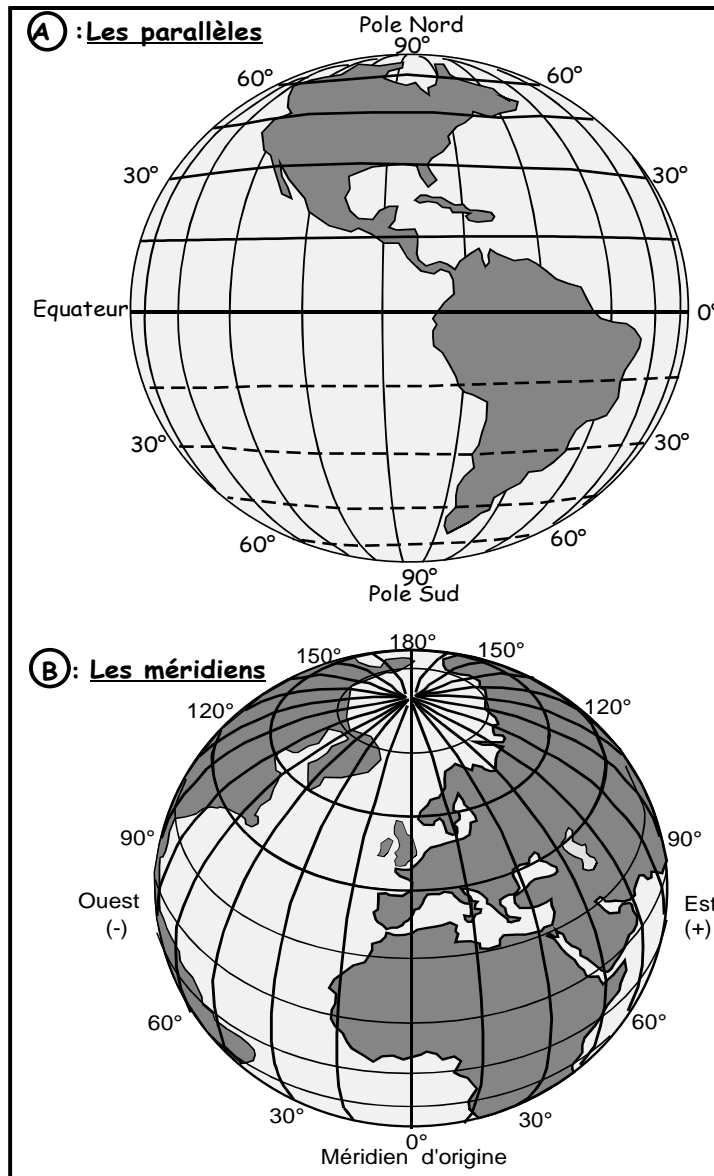 A : Les parallèles
Pole Nord
90°
60° 60°
30° 30°
Equateur 0°
30° 30°
60° 60°
90°
Pole Sud
B : Les méridiens
180°
150° 150°
120° 120°
90° 90°
Ouest Est
(-) (+)
60° 60°
30° 30°
0°
Méridien d'origine